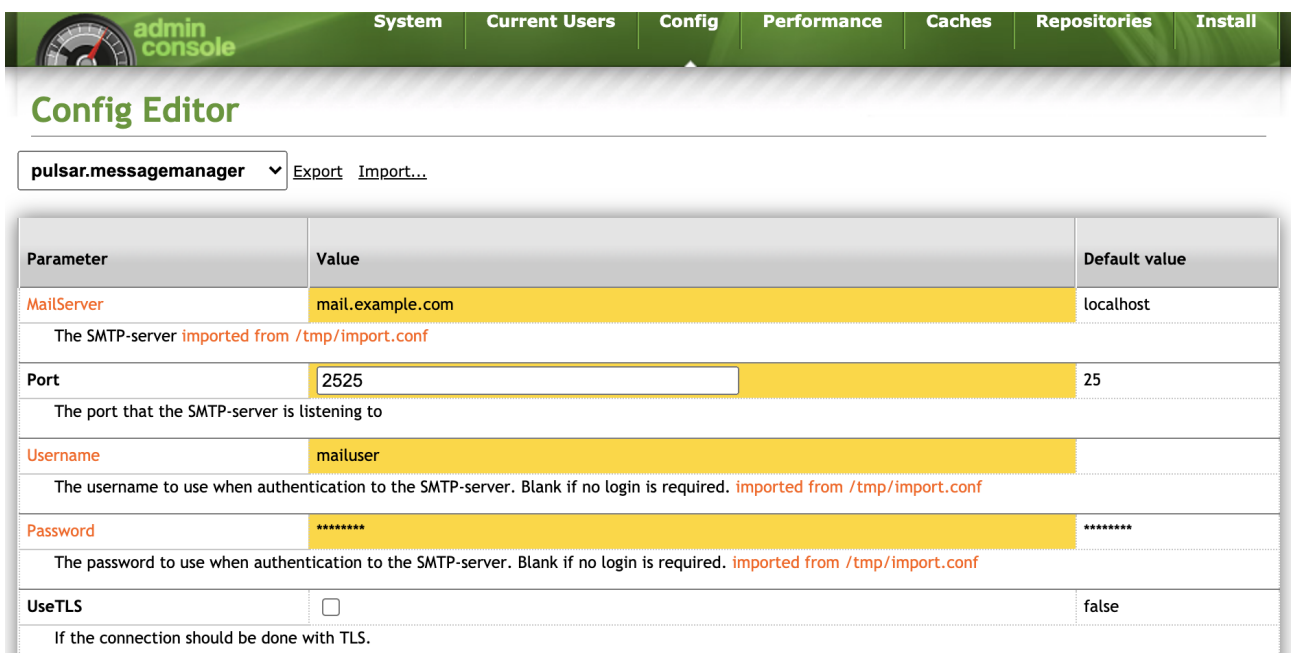 admin
console
System Current Users Config Performance Caches Repositories Install
Config Editor
pulsar.messagemanager Export Import...
Parameter Value Default value
MailServer mail.example.com localhost
The SMTP-server imported from /tmp/import.conf
Port 2525 25
The port that the SMTP-server is listening to
Username mailuser
The username to use when authentication to the SMTP-server. Blank if no login is required. imported from /tmp/import.conf
Password ******** ********
The password to use when authentication to the SMTP-server. Blank if no login is required. imported from /tmp/import.conf
UseTLS false
If the connection should be done with TLS.